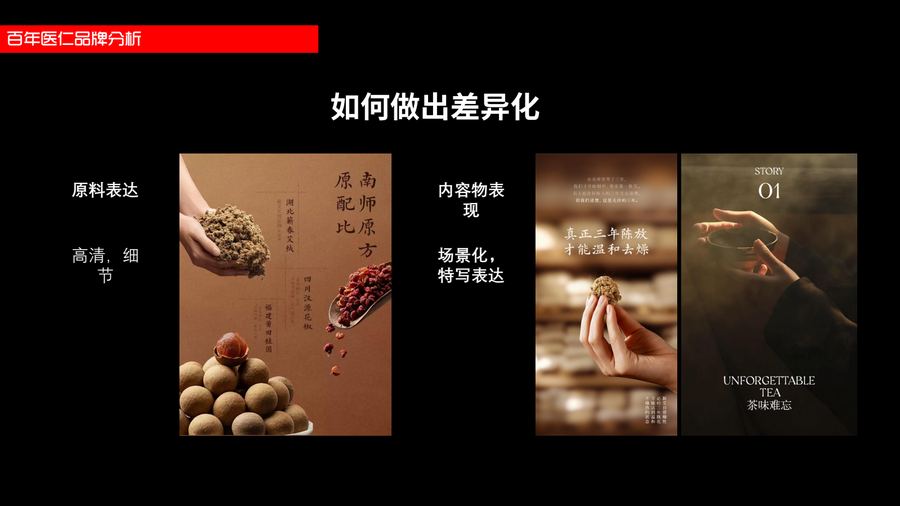 百年医仁品牌分析
如何做出差异化
原料表达
高清，细
节
南师原方
原配比
湖北蕲春艾绒
四川汉源花椒
福建莆田桂圆
内容物表
现
场景化，
特写表达
真正三年陈放
才能温和去燥
STORY
01
UNFORGETTABLE
TEA
茶味难忘